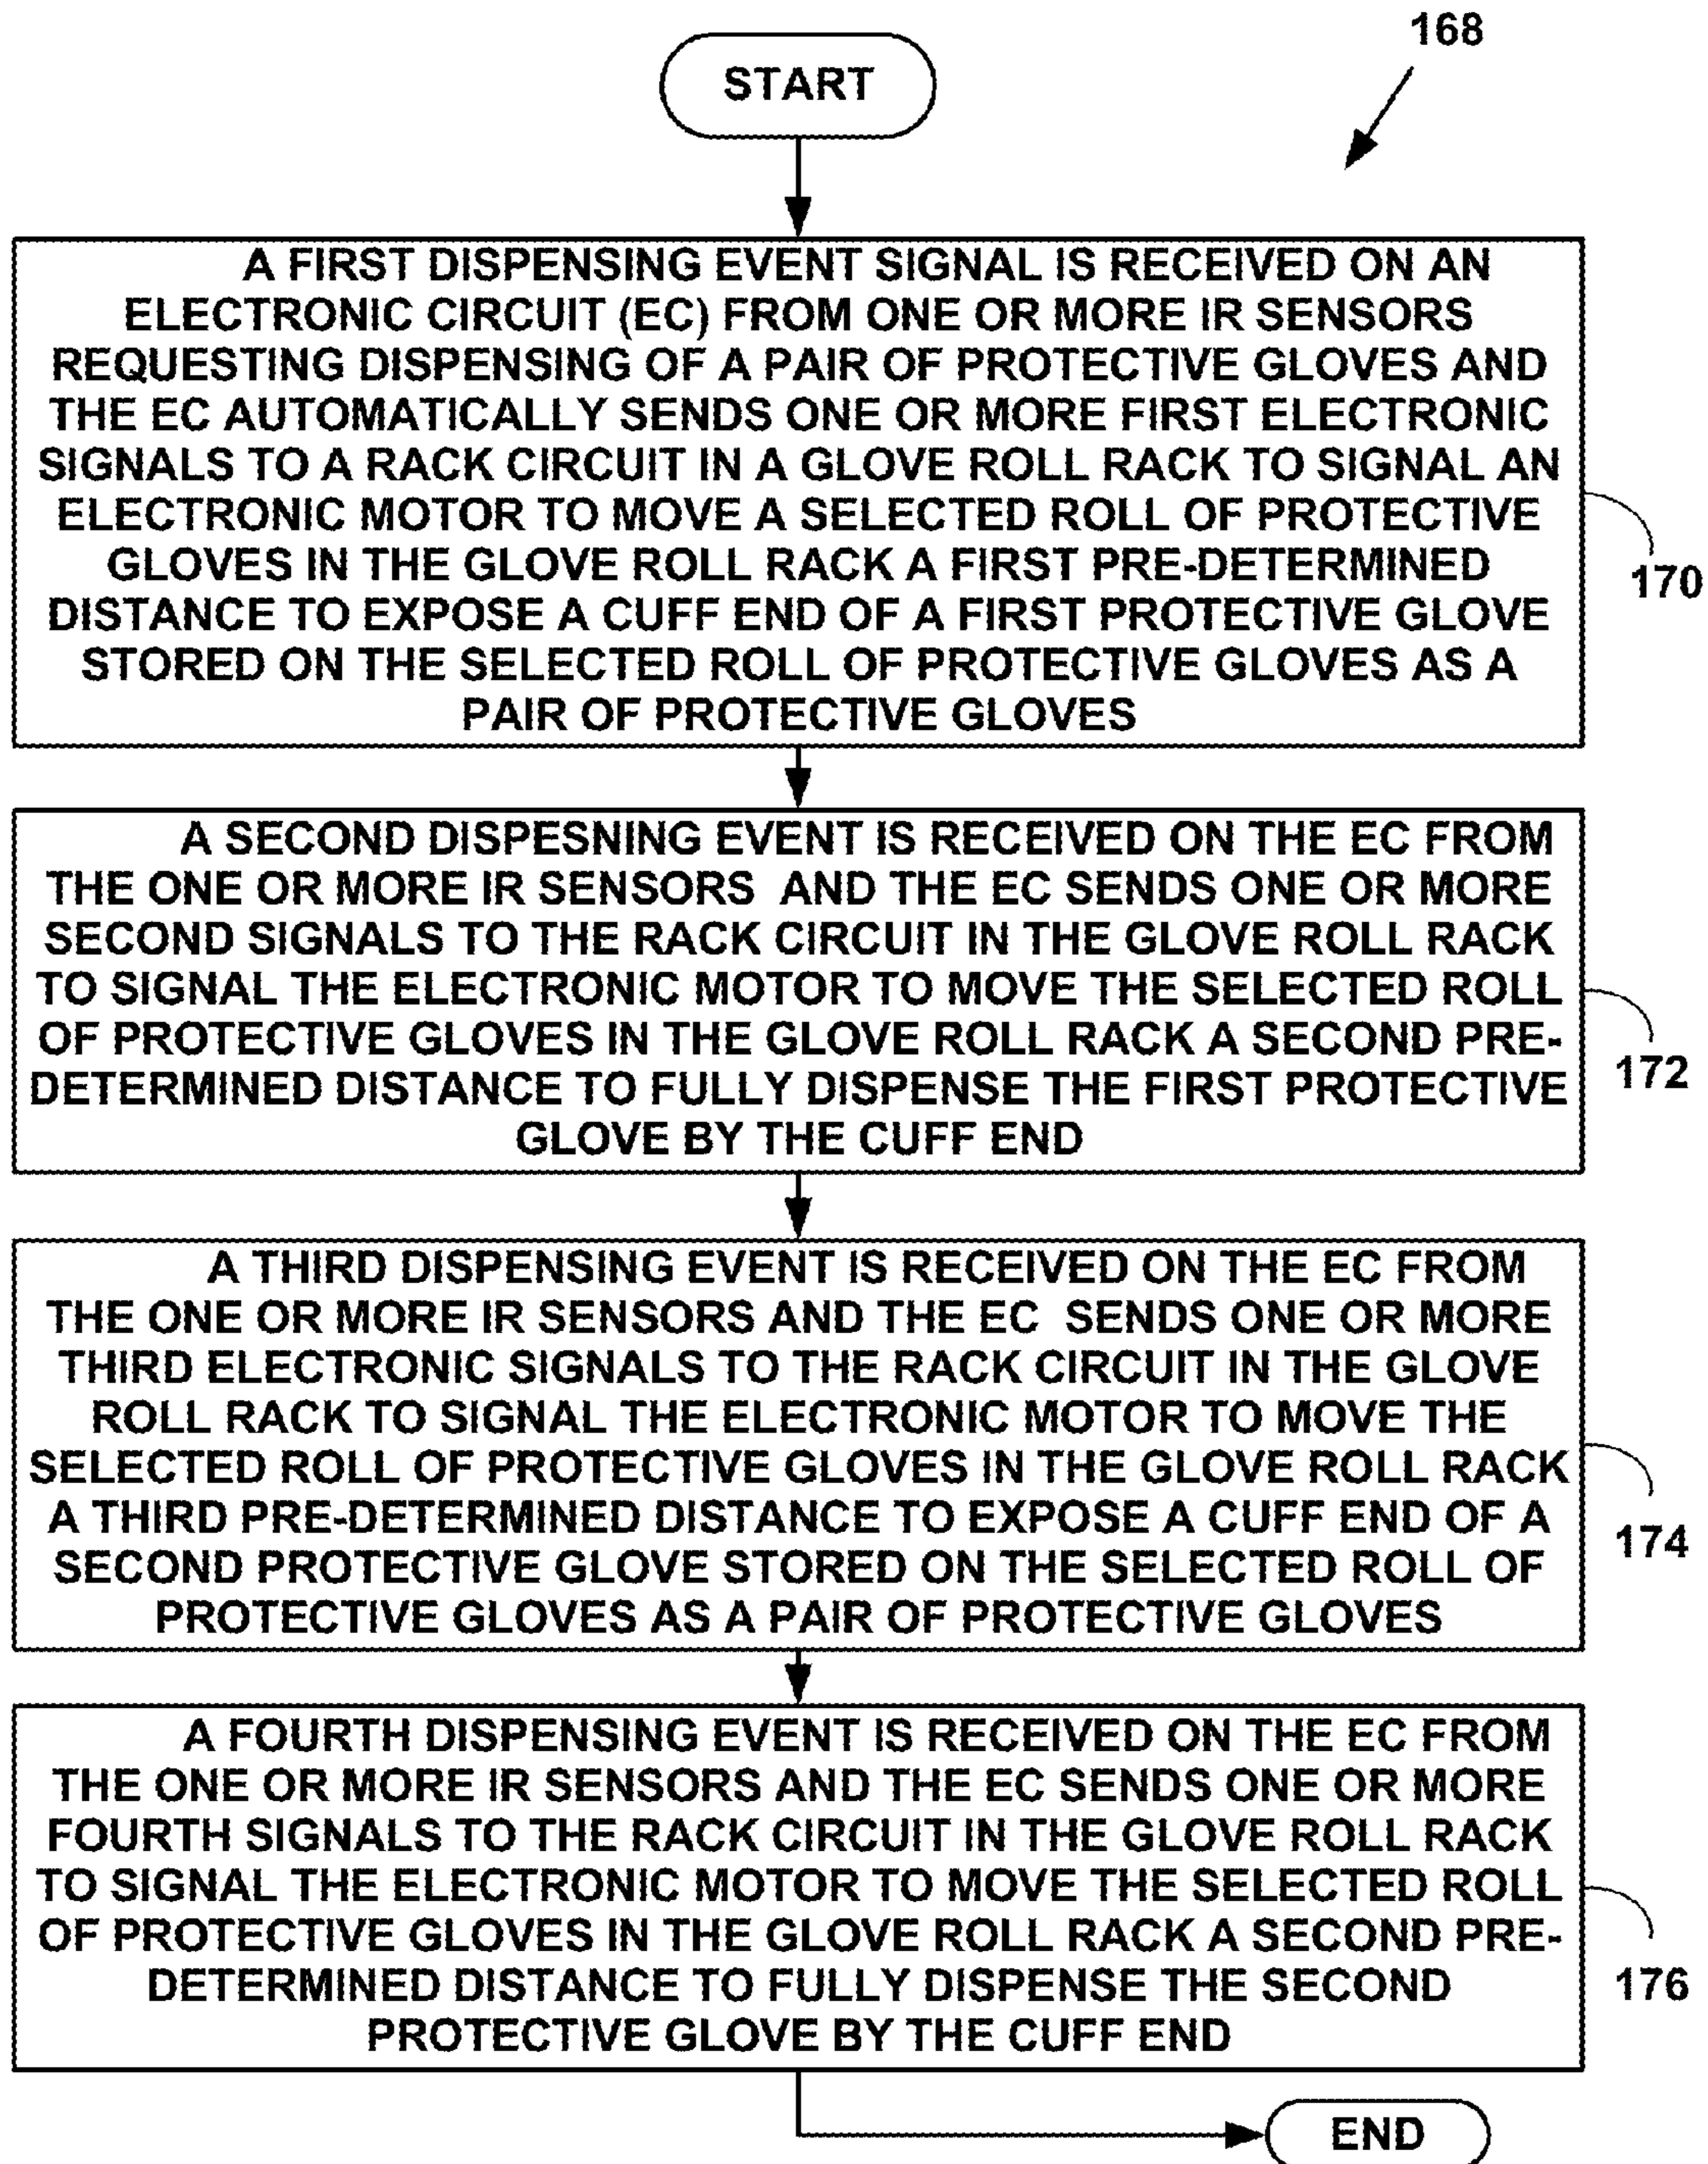 168
START
A FIRST DISPENSING EVENT SIGNAL IS RECEIVED ON AN
ELECTRONIC CIRCUIT (EC) FROM ONE OR MORE IR SENSORS
REQUESTING DISPENSING OF A PAIR OF PROTECTIVE GLOVES AND
THE EC AUTOMATICALLY SENDS ONE OR MORE FIRST ELECTRONIC
SIGNALS TO A RACK CIRCUIT IN A GLOVE ROLL RACK TO SIGNAL AN
ELECTRONIC MOTOR TO MOVE A SELECTED ROLL OF PROTECTIVE
GLOVES IN THE GLOVE ROLL RACK A FIRST PRE-DETERMINED
DISTANCE TO EXPOSE A CUFF END OF A FIRST PROTECTIVE GLOVE
STORED ON THE SELECTED ROLL OF PROTECTIVE GLOVES AS A
PAIR OF PROTECTIVE GLOVES
170
A SECOND DISPESNING EVENT IS RECEIVED ON THE EC FROM
THE ONE OR MORE IR SENSORS AND THE EC SENDS ONE OR MORE
SECOND SIGNALS TO THE RACK CIRCUIT IN THE GLOVE ROLL RACK
TO SIGNAL THE ELECTRONIC MOTOR TO MOVE THE SELECTED ROLL
OF PROTECTIVE GLOVES IN THE GLOVE ROLL RACK A SECOND PRE-
DETERMINED DISTANCE TO FULLY DISPENSE THE FIRST PROTECTIVE
GLOVE BY THE CUFF END
172
A THIRD DISPENSING EVENT IS RECEIVED ON THE EC FROM
THE ONE OR MORE IR SENSORS AND THE EC SENDS ONE OR MORE
THIRD ELECTRONIC SIGNALS TO THE RACK CIRCUIT IN THE GLOVE
ROLL RACK TO SIGNAL THE ELECTRONIC MOTOR TO MOVE THE
SELECTED ROLL OF PROTECTIVE GLOVES IN THE GLOVE ROLL RACK
A THIRD PRE-DETERMINED DISTANCE TO EXPOSE A CUFF END OF A
SECOND PROTECTIVE GLOVE STORED ON THE SELECTED ROLL OF
PROTECTIVE GLOVES AS A PAIR OF PROTECTIVE GLOVES
174
A FOURTH DISPENSING EVENT IS RECEIVED ON THE EC FROM
THE ONE OR MORE IR SENSORS AND THE EC SENDS ONE OR MORE
FOURTH SIGNALS TO THE RACK CIRCUIT IN THE GLOVE ROLL RACK
TO SIGNAL THE ELECTRONIC MOTOR TO MOVE THE SELECTED ROLL
OF PROTECTIVE GLOVES IN THE GLOVE ROLL RACK A SECOND PRE-
DETERMINED DISTANCE TO FULLY DISPENSE THE SECOND
PROTECTIVE GLOVE BY THE CUFF END
176
END